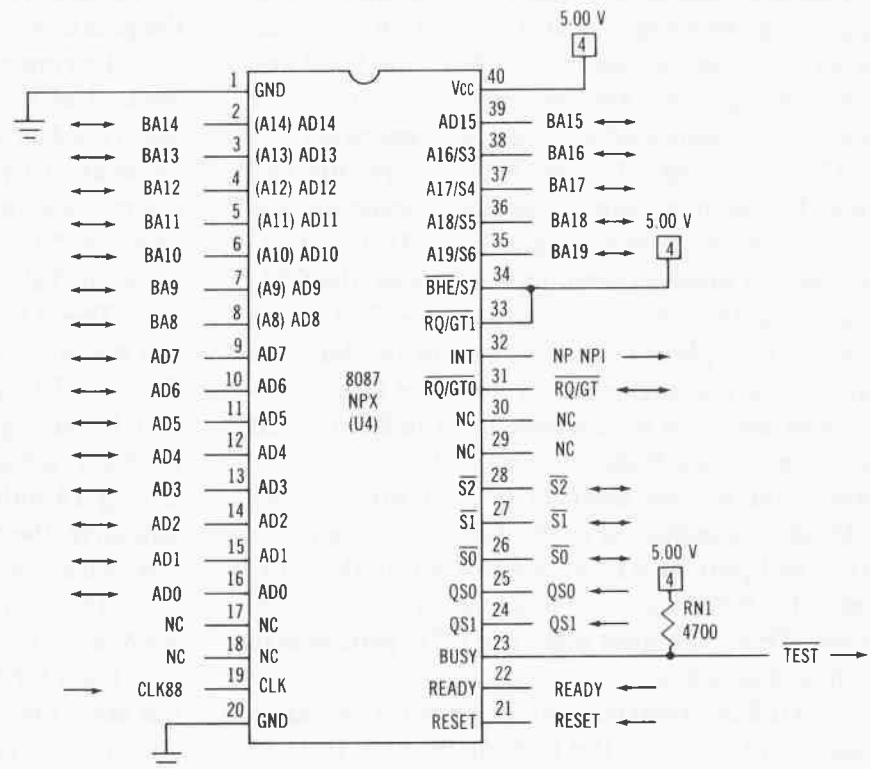 5.00 V
4
1 GND
Vcc 40
BA14 2 (A14) AD14
AD15 39 BA15
BA13 3 (A13) AD13
A16/S3 38 BA16
BA12 4 (A12) AD12
A17/S4 37 BA17
BA11 5 (A11) AD11
A18/S5 36 BA18
5.00 V
4
BA10 6 (A10) AD10
A19/S6 35 BA19
BA9 7 (A9) AD9
BHE/S7 34
BA8 8 (A8) AD8
RQ/GT1 33
AD7 9 AD7
INT 32 NP NPI
AD6 10 AD6
RQ/GT0 31 RQ/GT
8087
NPX
(U4)
AD5 11 AD5
NC 30 NC
AD4 12 AD4
NC 29 NC
AD3 13 AD3
S2 28 S2
AD2 14 AD2
S1 27 S1
AD1 15 AD1
S0 26 S0
5.00 V
4
AD0 16 AD0
QS0 25 QS0
RN1
4700
NC 17 NC
QS1 24 QS1
NC 18 NC
BUSY 23 TEST
CLK88 19 CLK
READY 22 READY
20 GND
RESET 21 RESET